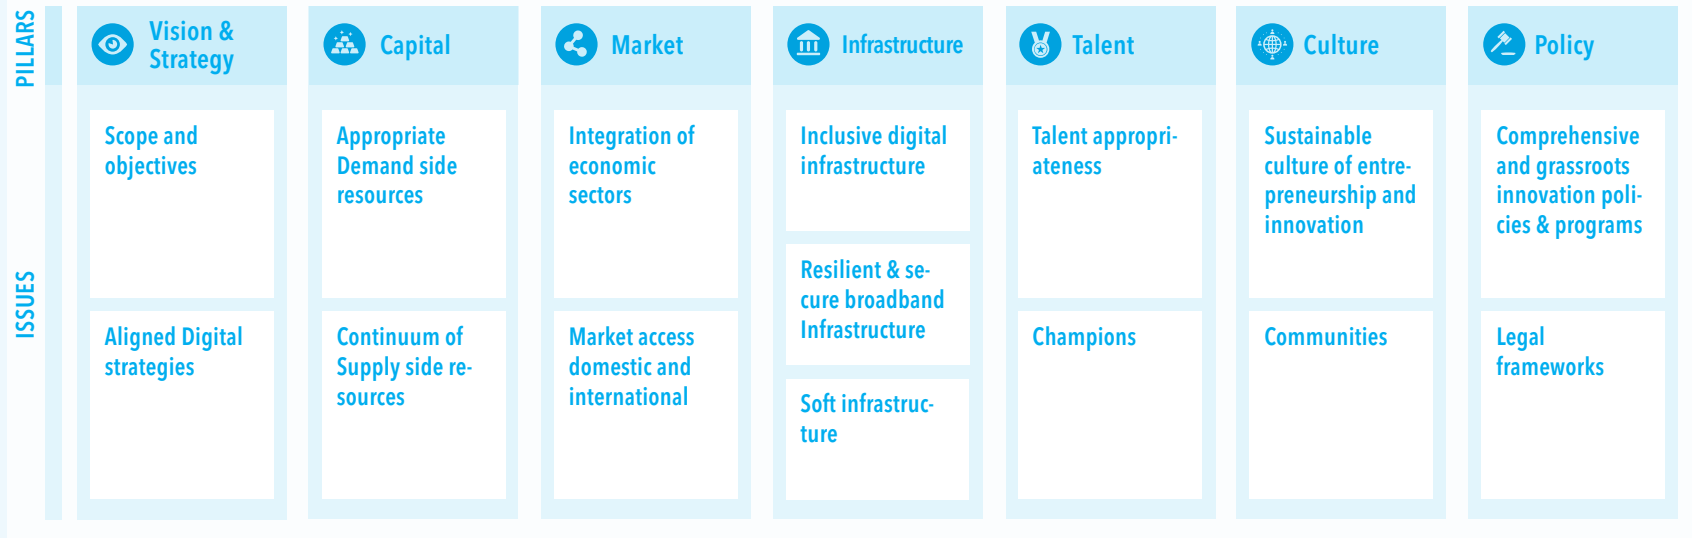 PILLARS
Vision &
Strategy
Capital
Market
Infrastructure
Talent
Culture
Policy
ISSUES
Scope and
objectives
Aligned Digital
strategies
Appropriate
Demand side
resources
Continuum of
Supply side re-
sources
Integration of
economic
sectors
Market access
domestic and
international
Inclusive digital
infrastructure
Resilient & se-
cure broadband
Infrastructure
Soft infrastruc-
ture
Talent appropri-
ateness
Champions
Sustainable
culture of entre-
preneurship and
innovation
Communities
Comprehensive
and grassroots
innovation poli-
cies & programs
Legal
frameworks